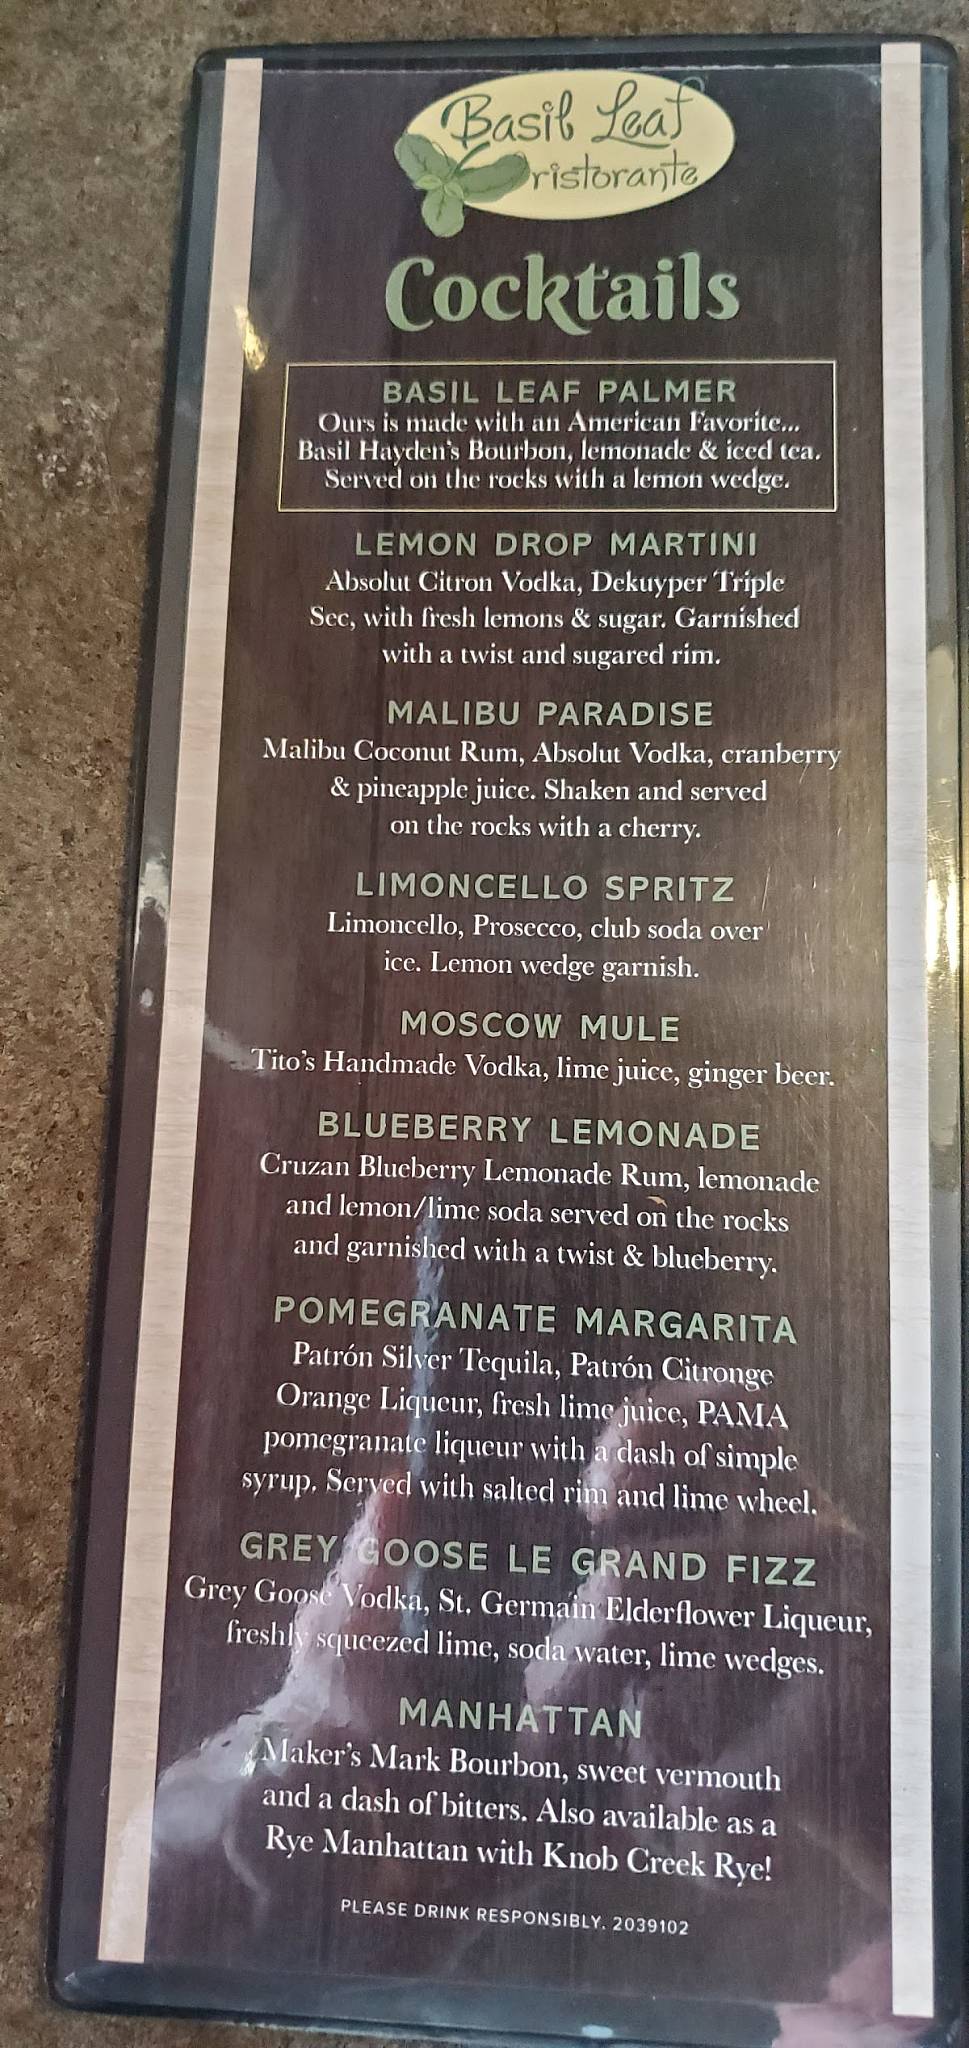 Basil Leaf
ristorante
Cocktails
BASIL LEAF PALMER
Ours is made with an American Favorite...
Basil Hayden's Bourbon, lemonade & iced tea.
Served on the rocks with a lemon wedge.
LEMON DROP MARTINI
Absolut Citron Vodka, Dekuyper Triple
Sec, with fresh lemons & sugar. Garnished
with a twist and sugared rim.
MALIBU PARADISE
Malibu Coconut Rum, Absolut Vodka, cranberry
& pineapple juice. Shaken and served
on the rocks with a cherry.
LIMONCELLO SPRITZ
Limoncello, Prosecco, club soda over
ice. Lemon wedge garnish.
MOSCOW MULE
Tito's Handmade Vodka, lime juice, ginger beer.
BLUEBERRY LEMONADE
Cruzan Blueberry Lemonade Rum, lemonade
and lemon/lime soda served on the rocks
and garnished with a twist & blueberry.
POMEGRANATE MARGARITA
Patrón Silver Tequila, Patrón Citronge
Orange Liqueur, fresh lime juice, PAMA
pomegranate liqueur with a dash of simple
syrup. Served with salted rim and lime wheel.
GREY GOOSE LE GRAND FIZZ
Grey Goose Vodka, St. Germain Elderflower Liqueur,
freshly squeezed lime, soda water, lime wedges.
MANHATTAN
Maker's Mark Bourbon, sweet vermouth
and a dash of bitters. Also available as a
Rye Manhattan with Knob Creek Rye!
PLEASE DRINK RESPONSIBLY. 2039102